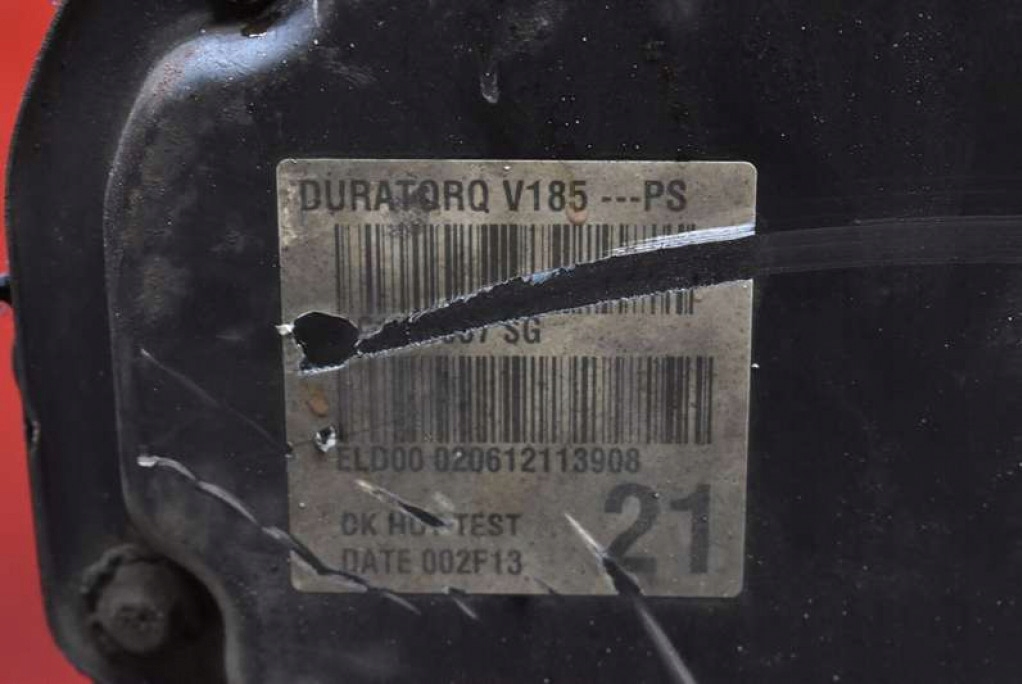 DURATORQ V185 ---PS
SG
ELD00 020612113908
21
OK HOT TEST
DATE 002F13